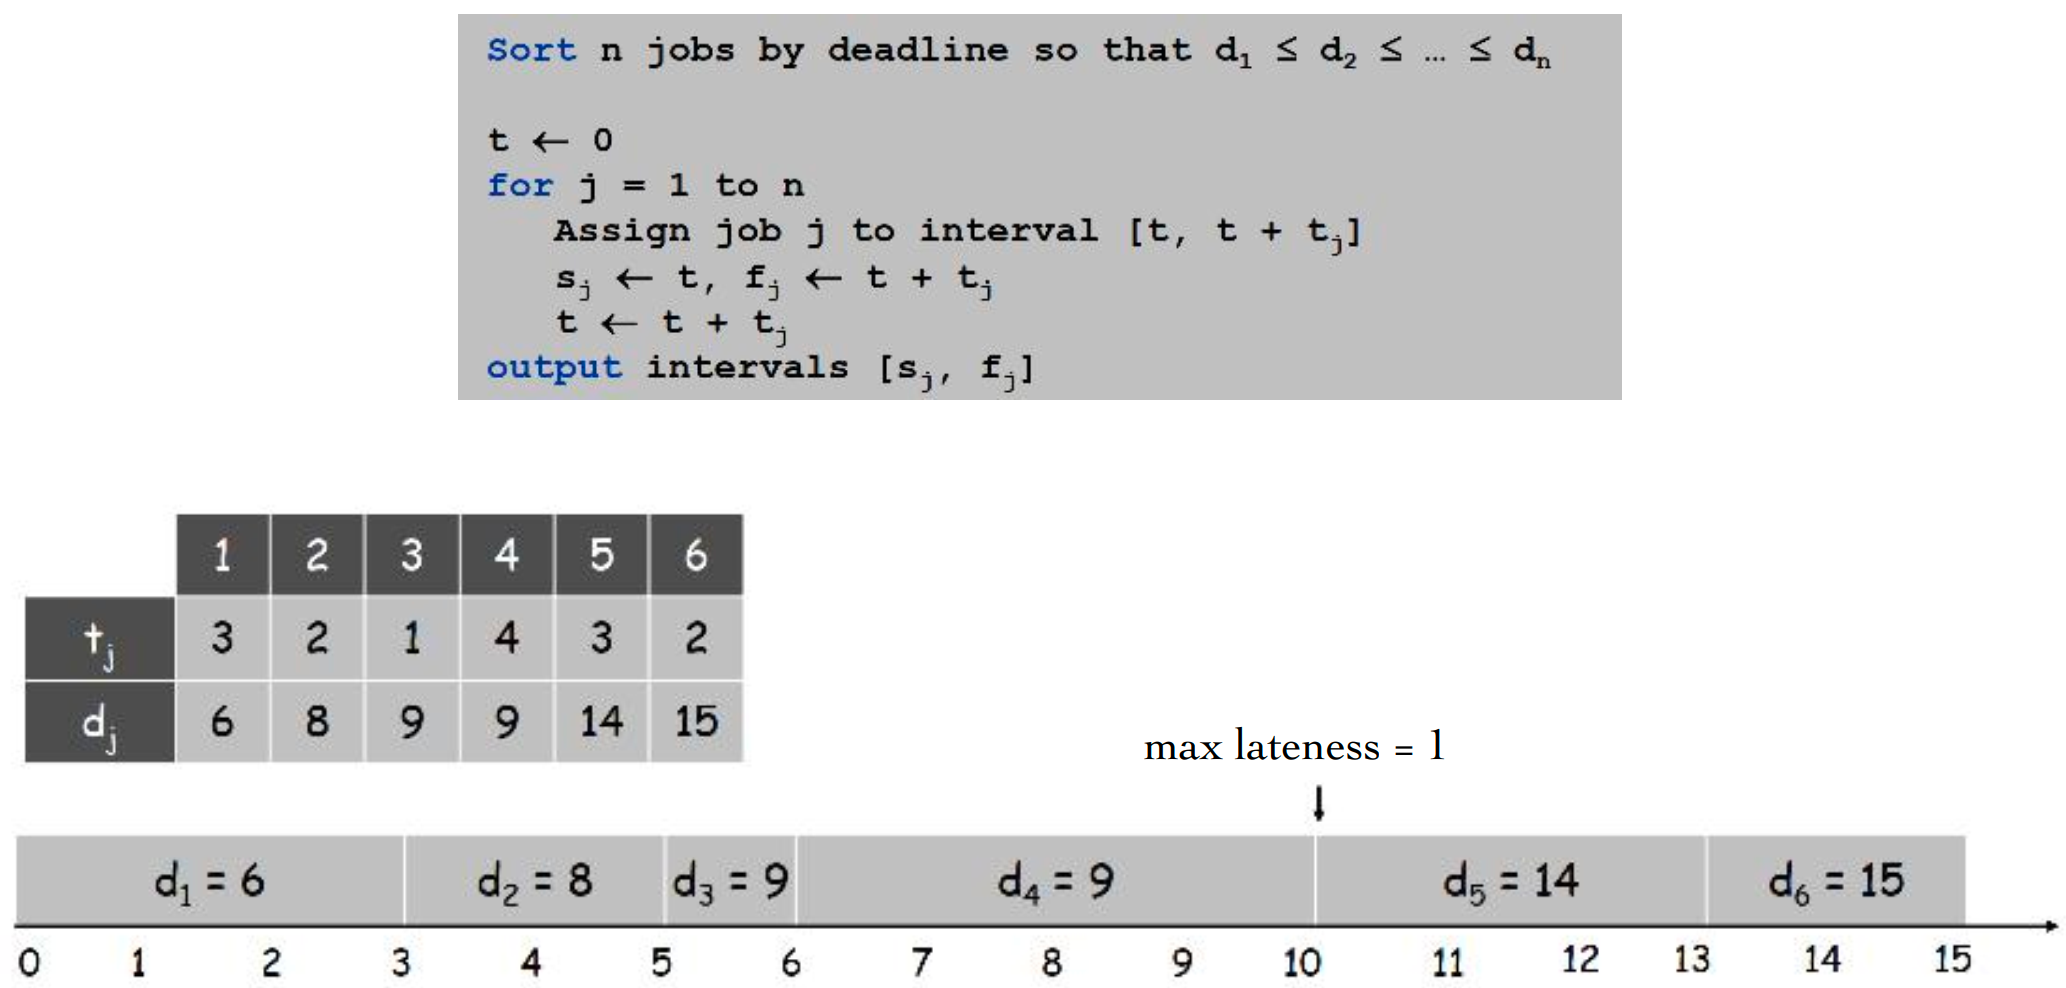 Sort n jobs by deadline so that d₁ ≤ d₂ ≤ … ≤ dₙ
t ← 0
for j = 1 to n
Assign job j to interval [t, t + tⱼ]
sⱼ ← t, fⱼ ← t + tⱼ
t ← t + tⱼ
output intervals [sⱼ, fⱼ]
1 2 3 4 5 6
tⱼ 3 2 1 4 3 2
dⱼ 6 8 9 9 14 15
max lateness = 1
d₁ = 6 d₂ = 8 d₃ = 9 d₄ = 9 d₅ = 14 d₆ = 15
0 1 2 3 4 5 6 7 8 9 10 11 12 13 14 15